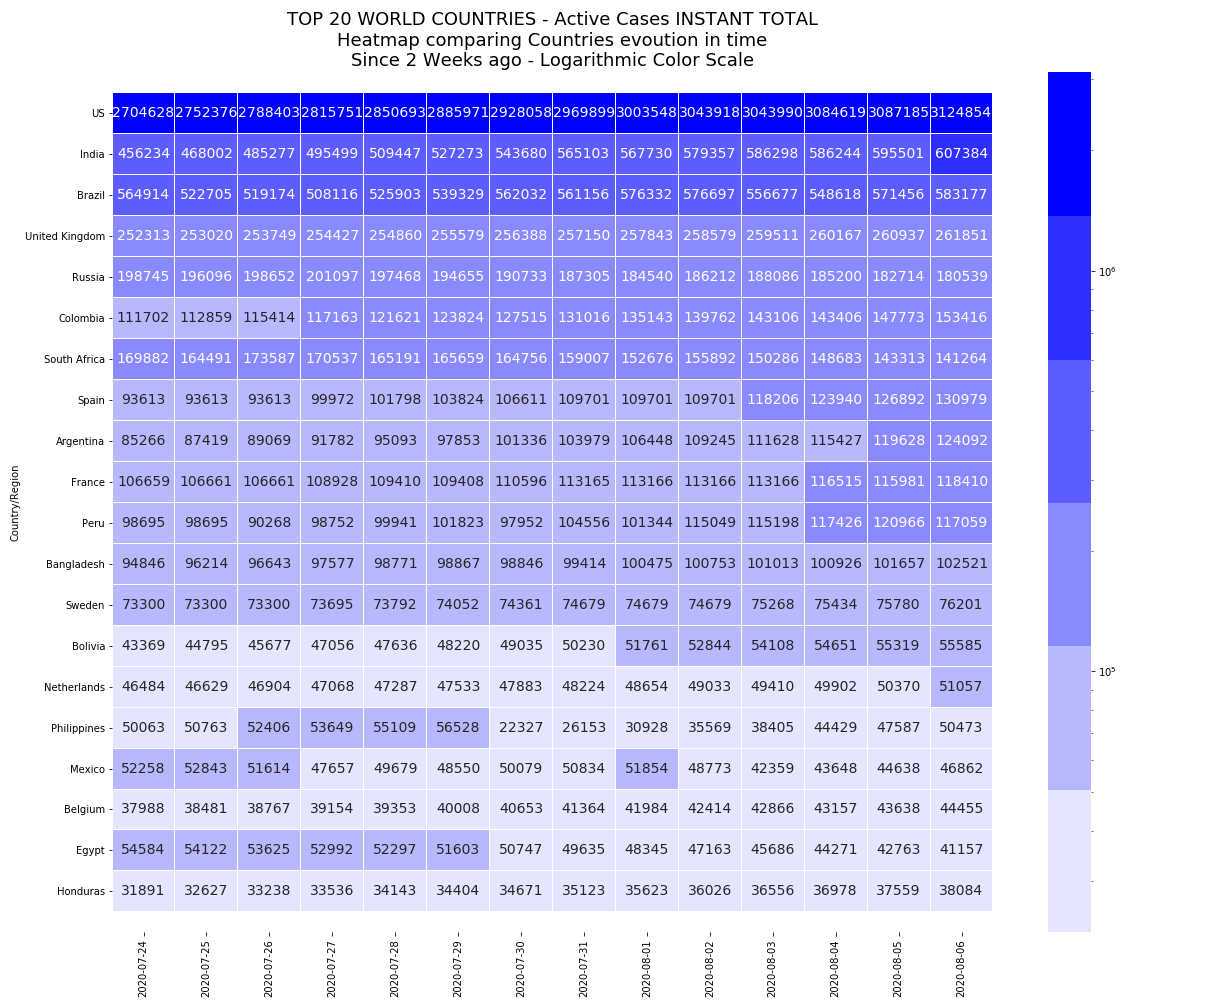 TOP 20 WORLD COUNTRIES - Active Cases INSTANT TOTAL
Heatmap comparing Countries evoution in time
Since 2 Weeks ago - Logarithmic Color Scale
US 2704628 2752376 2788403 2815751 2850693 2885971 2928058 2969899 3003548 3043918 3043990 3084619 3087185 3124854
India 456234 468002 485277 495499 509447 527273 543680 565103 567730 579357 586298 586244 595501 607384
Brazil 564914 522705 519174 508116 525903 539329 562032 561156 576332 576697 556677 548618 571456 583177
United Kingdom 252313 253020 253749 254427 254860 255579 256388 257150 257843 258579 259511 260167 260937 261851
Russia 198745 196096 198652 201097 197468 194655 190733 187305 184540 186212 188086 185200 182714 180539
Colombia 111702 112859 115414 117163 121621 123824 127515 131016 135143 139762 143106 143406 147773 153416
South Africa 169882 164491 173587 170537 165191 165659 164756 159007 152676 155892 150286 148683 143313 141264
Spain 93613 93613 93613 99972 101798 103824 106611 109701 109701 109701 118206 123940 126892 130979
Argentina 85266 87419 89069 91782 95093 97853 101336 103979 106448 109245 111628 115427 119628 124092
France 106659 106661 106661 108928 109410 109408 110596 113165 113166 113166 113166 116515 115981 118410
Peru 98695 98695 90268 98752 99941 101823 97952 104556 101344 115049 115198 117426 120966 117059
Bangladesh 94846 96214 96643 97577 98771 98867 98846 99414 100475 100753 101013 100926 101657 102521
Sweden 73300 73300 73300 73695 73792 74052 74361 74679 74679 74679 75268 75434 75780 76201
Bolivia 43369 44795 45677 47056 47636 48220 49035 50230 51761 52844 54108 54651 55319 55585
Netherlands 46484 46629 46904 47068 47287 47533 47883 48224 48654 49033 49410 49902 50370 51057
Philippines 50063 50763 52406 53649 55109 56528 22327 26153 30928 35569 38405 44429 47587 50473
Mexico 52258 52843 51614 47657 49679 48550 50079 50834 51854 48773 42359 43648 44638 46862
Belgium 37988 38481 38767 39154 39353 40008 40653 41364 41984 42414 42866 43157 43638 44455
Egypt 54584 54122 53625 52992 52297 51603 50747 49635 48345 47163 45686 44271 42763 41157
Honduras 31891 32627 33238 33536 34143 34404 34671 35123 35623 36026 36556 36978 37559 38084
2020-07-24 2020-07-25 2020-07-26 2020-07-27 2020-07-28 2020-07-29 2020-07-30 2020-07-31 2020-08-01 2020-08-02 2020-08-03 2020-08-04 2020-08-05 2020-08-06
Country/Region
10⁶
10⁵